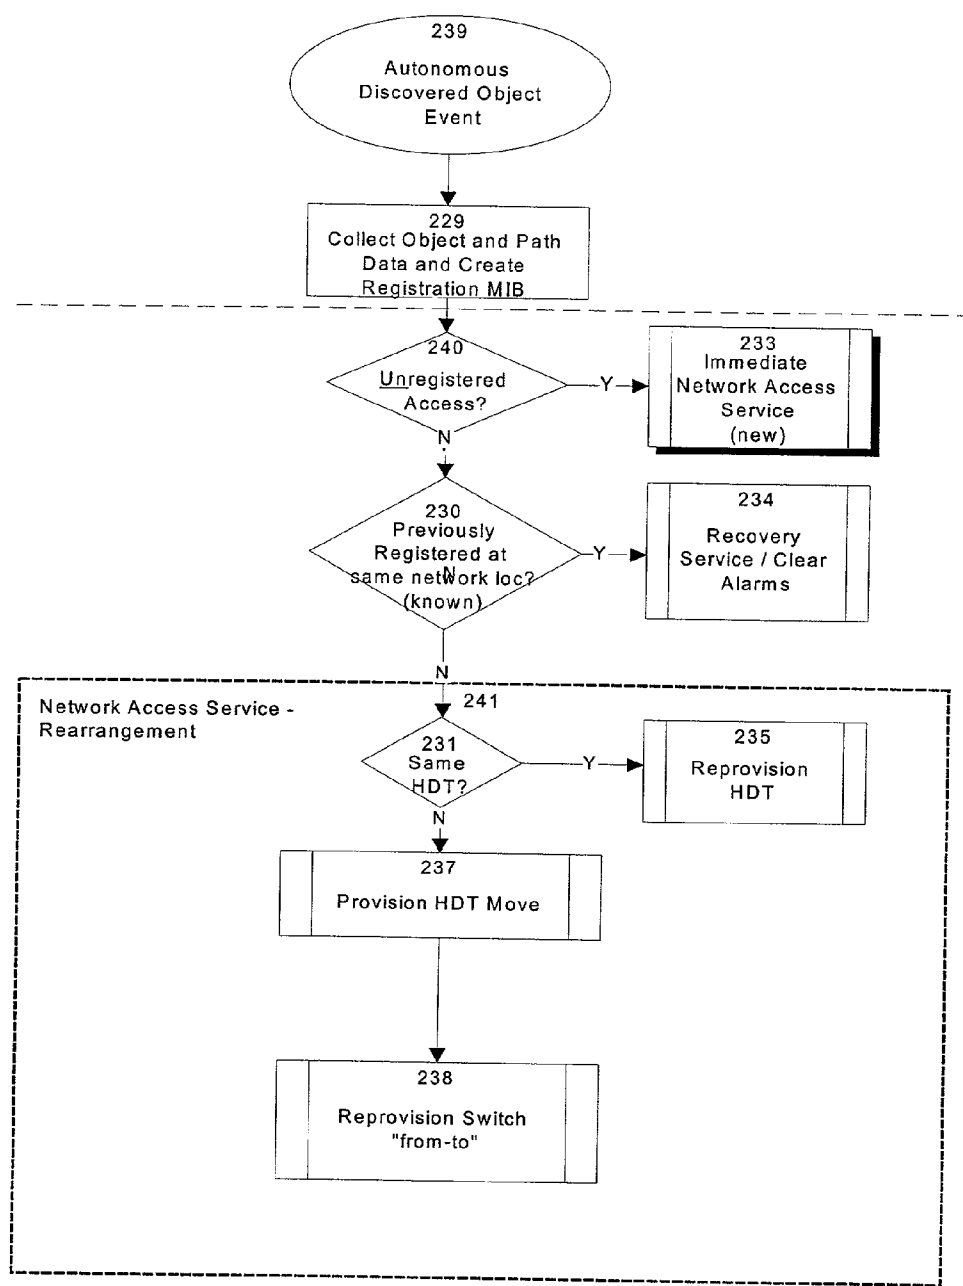 239
Autonomous
Discovered Object
Event
229
Collect Object and Path
Data and Create
Registration MIB
240
Unregistered
Access?
Y
233
Immediate
Network Access
Service
(new)
N
230
Previously
Registered at
N
same network loc?
(known)
Y
234
Recovery
Service / Clear
Alarms
N
Network Access Service -
Rearrangement
241
231
Same
HDT?
Y
235
Reprovision
HDT
N
237
Provision HDT Move
238
Reprovision Switch
"from-to"